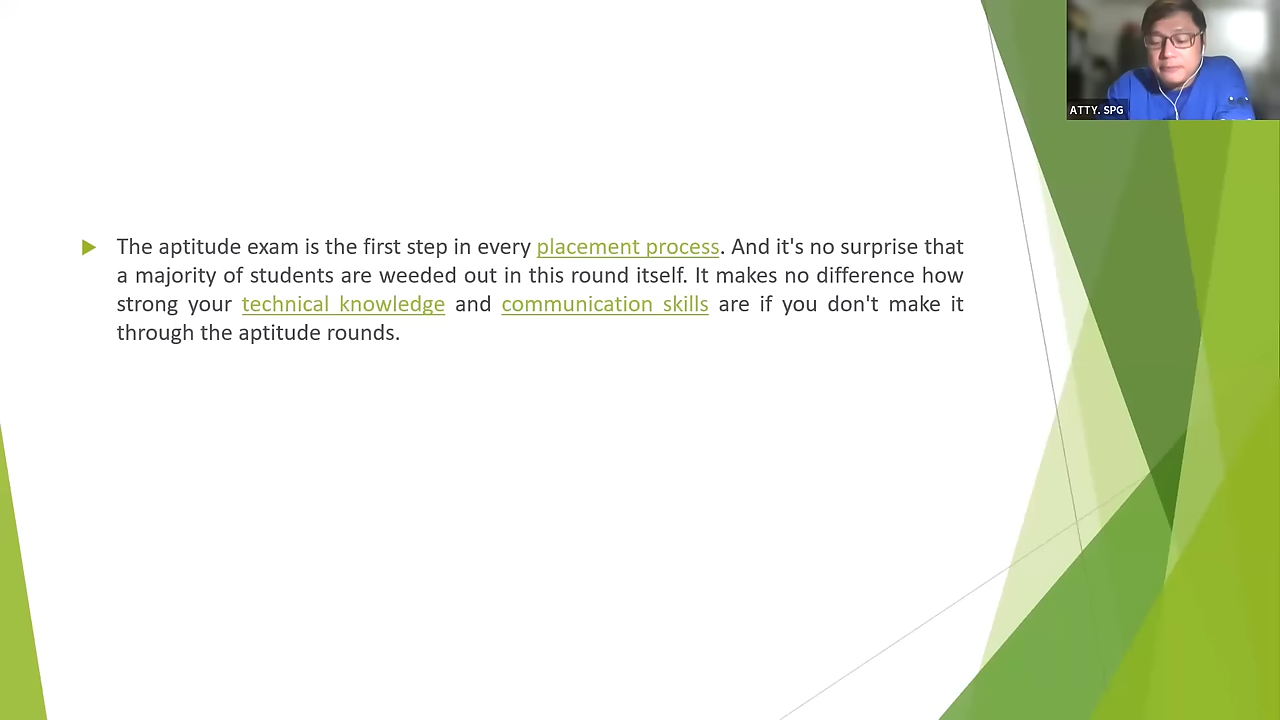 ATTY. SPG
The aptitude exam is the first step in every placement process. And it's no surprise that
a majority of students are weeded out in this round itself. It makes no difference how
strong your technical knowledge and communication skills are if you don't make it
through the aptitude rounds.